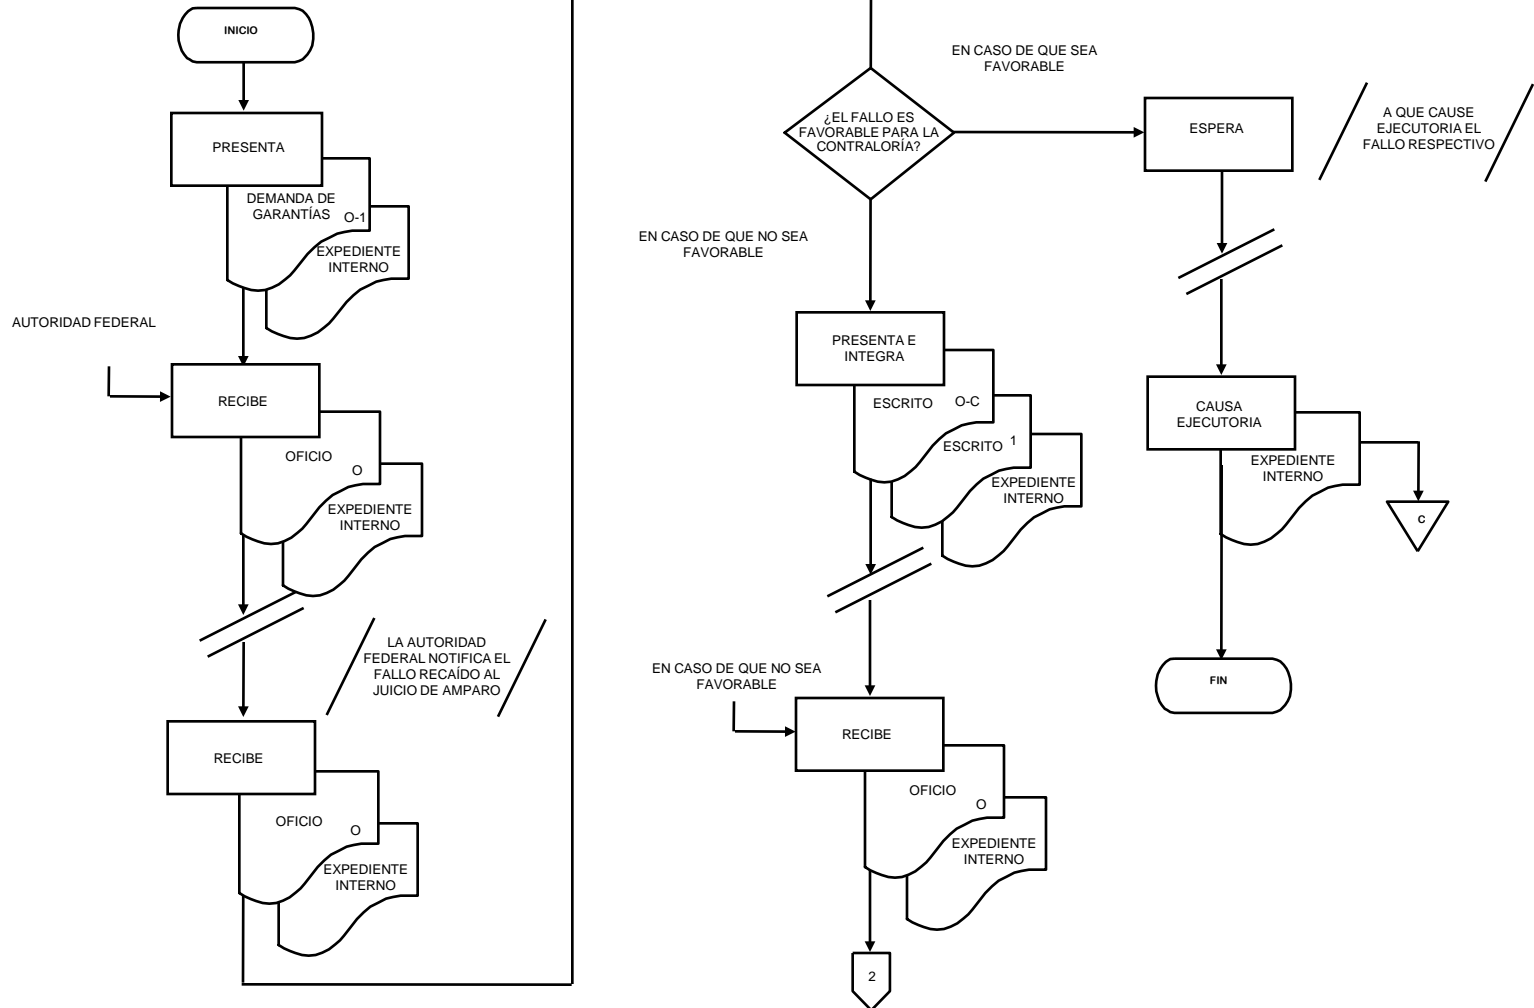 INICIO
PRESENTA
DEMANDA DE
GARANTÍAS
O-1
EXPEDIENTE
INTERNO
AUTORIDAD FEDERAL
RECIBE
OFICIO
O
EXPEDIENTE
INTERNO
LA AUTORIDAD
FEDERAL NOTIFICA EL
FALLO RECAÍDO AL
JUICIO DE AMPARO
RECIBE
OFICIO
O
EXPEDIENTE
INTERNO
¿EL FALLO ES
FAVORABLE PARA LA
CONTRALORÍA?
EN CASO DE QUE SEA
FAVORABLE
ESPERA
A QUE CAUSE
EJECUTORIA EL
FALLO RESPECTIVO
EN CASO DE QUE NO SEA
FAVORABLE
PRESENTA E
INTEGRA
ESCRITO
O-C
ESCRITO
1
EXPEDIENTE
INTERNO
EN CASO DE QUE NO SEA
FAVORABLE
RECIBE
OFICIO
O
EXPEDIENTE
INTERNO
2
CAUSA
EJECUTORIA
EXPEDIENTE
INTERNO
C
FIN